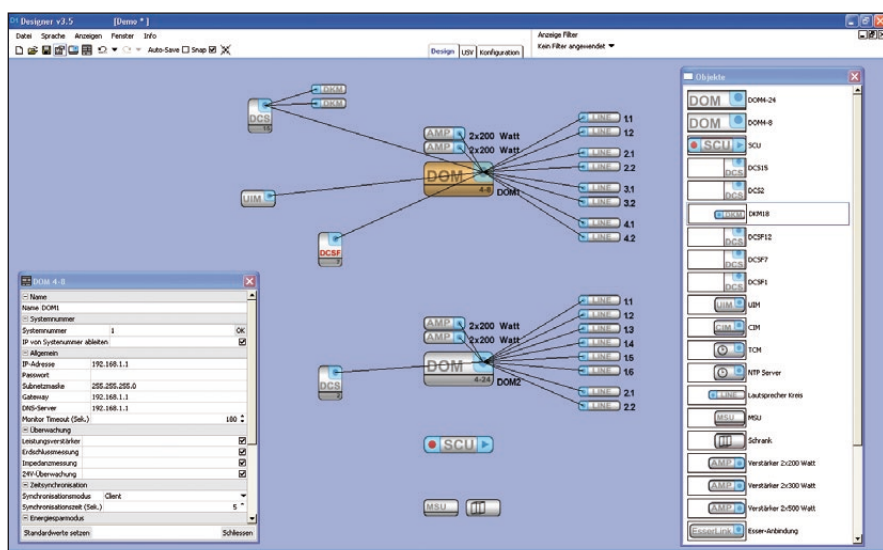 Designer v3.5 [Demo * ]
Datei Sprache Anzeigen Fenster Info
Auto-Save Snap
Design USV Konfiguration
Anzeige Filter
Kein Filter angewendet
DKM
DKM
DCS
AMP 2x200 Watt
AMP 2x200 Watt
DOM
4-8 DOM1
LINE 1.1
LINE 1.2
LINE 2.1
LINE 2.2
LINE 3.1
LINE 3.2
LINE 4.1
LINE 4.2
UIM
DCSF
7
AMP 2x200 Watt
AMP 2x200 Watt
DOM
4-24 DOM2
LINE 1.1
LINE 1.2
LINE 1.3
LINE 1.4
LINE 1.5
LINE 1.6
LINE 2.1
LINE 2.2
DCS
2
SCU
MSU
DOM 4-8
Name
Name DOM1
Systemnummer
Systemnummer 1 OK
IP von Systenummer ableiten
Allgemein
IP-Adresse 192.168.1.1
Passwort
Subnetzmaske 255.255.255.0
Gateway 192.168.1.1
DNS-Server 192.168.1.1
Monitor Timeout (Sek.) 180
Überwachung
Leistungsverstärker
Erdschlussmessung
Impedanzmessung
24V-Überwachung
Zeitsynchronisation
Synchronisationsmodus Client
Synchronisationszeit (Sek.) 5
Energiesparmodus
Standardwerte setzen Schliessen
Objekte
DOM DOM4-24
DOM DOM4-8
SCU SCU
DCS DCS15
DCS DCS2
DKM DKM18
DCS DCSF12
DCS DCSF7
DCS DCSF1
UIM UIM
CIM CIM
TCM
NTP Server
LINE Lautsprecher Kreis
MSU MSU
Schrank
AMP Verstärker 2x200 Watt
AMP Verstärker 2x300 Watt
AMP Verstärker 2x500 Watt
EsserLink Esser-Anbindung